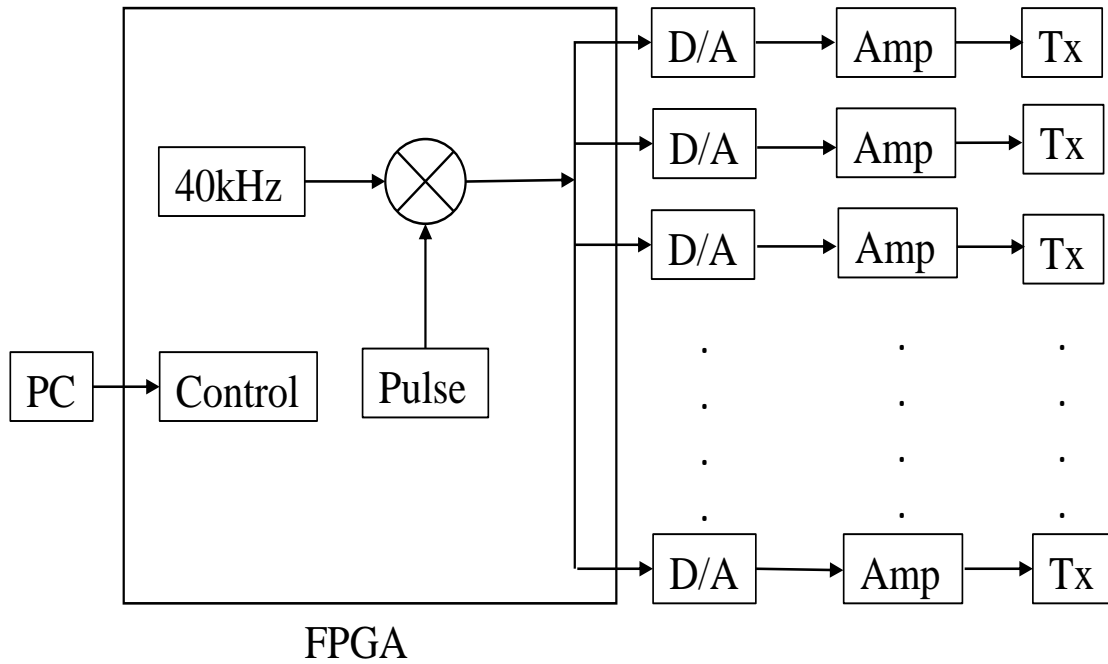 D/A Amp Tx
D/A Amp Tx
40kHz
D/A Amp Tx
PC Control Pulse
D/A Amp Tx
FPGA